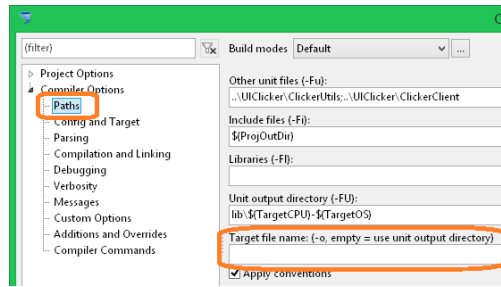 (filter)
Build modes Default ...
Project Options
Compiler Options
Paths
Config and Target
Parsing
Compilation and Linking
Debugging
Verbosity
Messages
Custom Options
Additions and Overrides
Compiler Commands
Other unit files (-Fu):
..\UIClicker\ClickerUtils;..\UIClicker\ClickerClient
Include files (-Fi):
$(ProjOutDir)
Libraries (-Fl):
Unit output directory (-FU):
lib\$(TargetCPU)-$(TargetOS)
Target file name: (-o, empty = use unit output directory)
Apply conventions